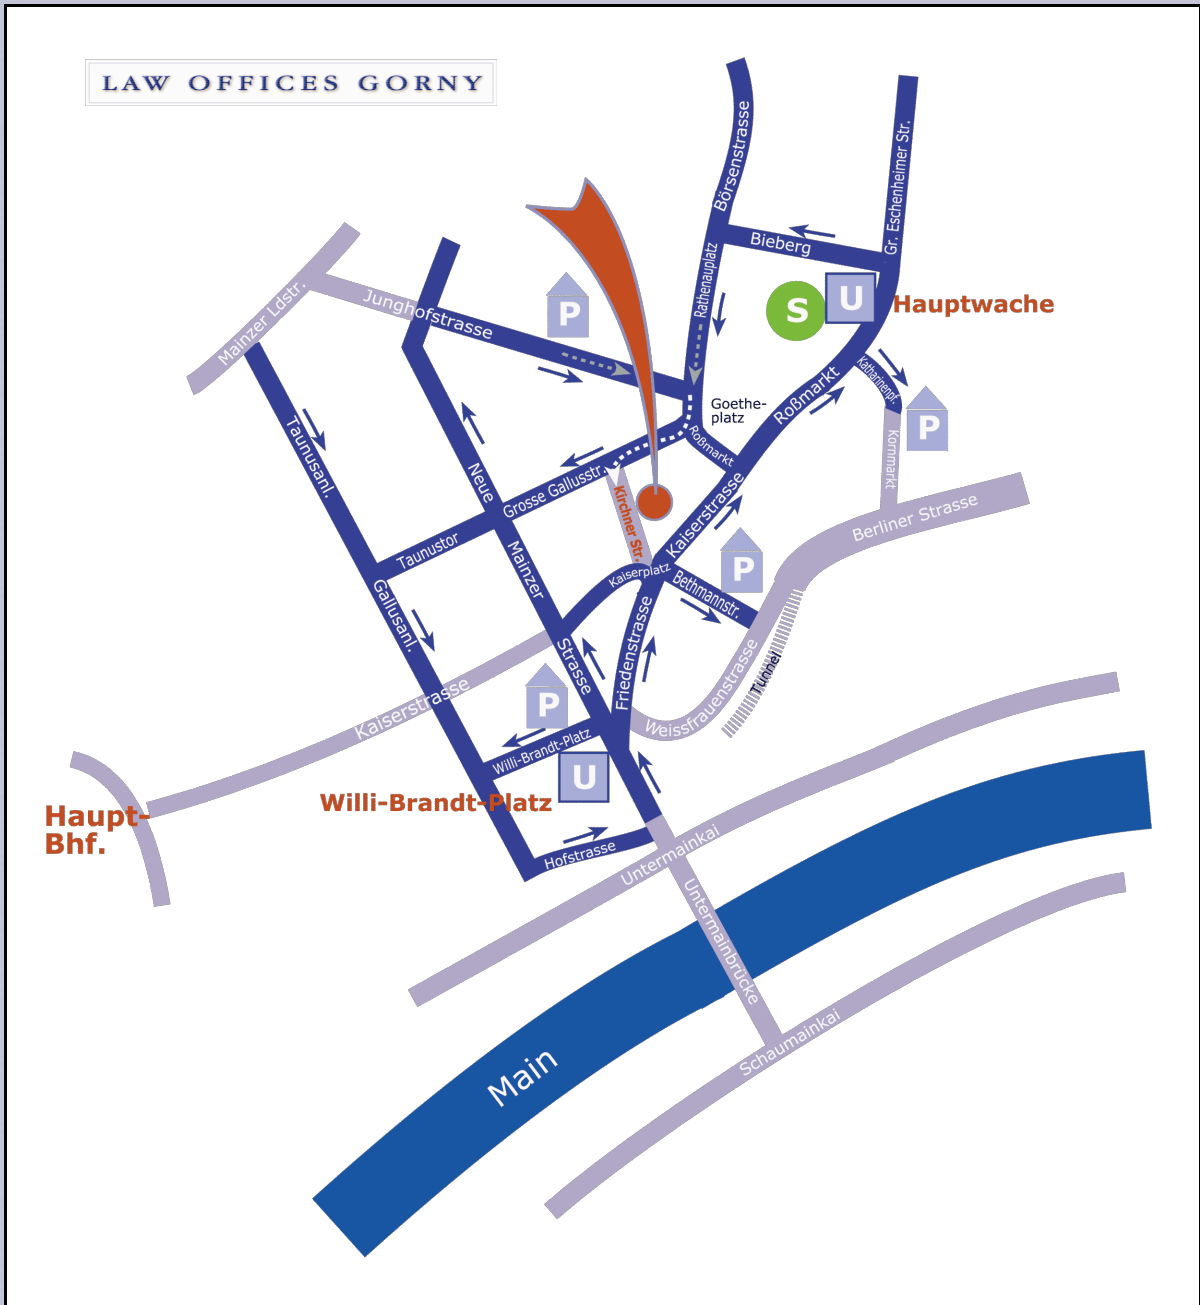 LAW OFFICES GORNY
Börsenstrasse
Gr. Eschenheimer Str.
Bieberg
Rathenauplatz
S
U
Hauptwache
Mainzer Ldstr.
Junghofstrasse
P
Katharinenpf.
Roßmarkt
Goethe-
platz
P
Roßmarkt
Kornmarkt
Taunusanl.
Neue
Grosse Gallusstr.
Kirchner Str.
Kaiserstrasse
Berliner Strasse
Taunustor
Mainzer
Kaiserplatz
Bethmannstr.
P
Gallusanl.
Strasse
Friedenstrasse
Weissfrauenstrasse
Tunnel
Kaiserstrasse
P
Willi-Brandt-Platz
U
Willi-Brandt-Platz
Haupt-
Bhf.
Hofstrasse
Untermainkai
Untermainbrücke
Schaumainkai
Main